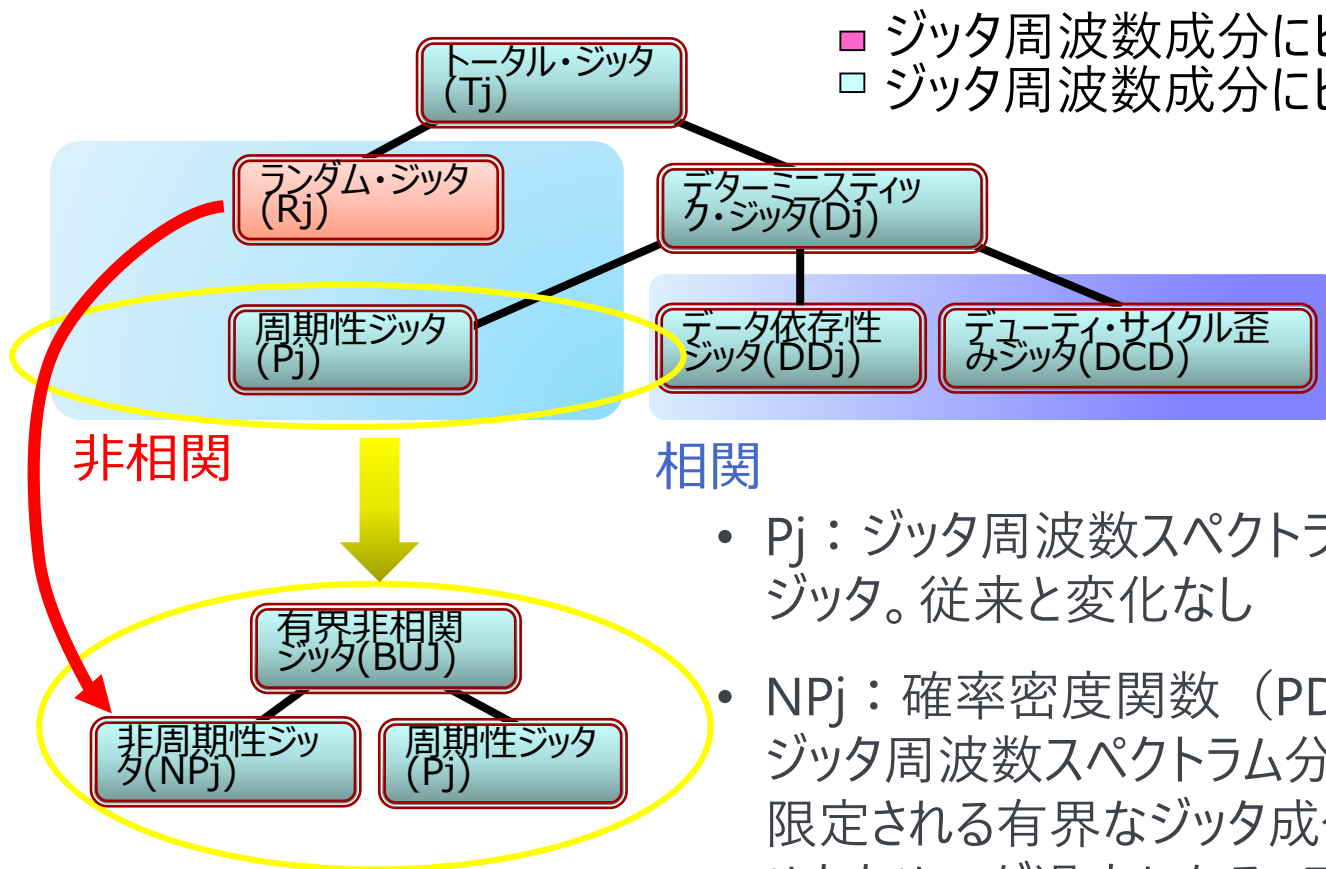 ジッタ周波数成分に
ジッタ周波数成分に
トータル・ジッタ
(Tj)
ランダム・ジッタ
(Rj)
デターミニスティッ
ク・ジッタ(Dj)
周期性ジッタ
(Pj)
データ依存性
ジッタ(DDj)
デューティ・サイクル歪
みジッタ(DCD)
非相関
相関
• Pj：ジッタ周波数スペクトラ
ジッタ。従来と変化なし
有界非相関
ジッタ(BUJ)
非周期性ジッ
タ(NPj)
周期性ジッタ
(Pj)
• NPj：確率密度関数（PD
ジッタ周波数スペクトラム分
限定される有界なジッタ成